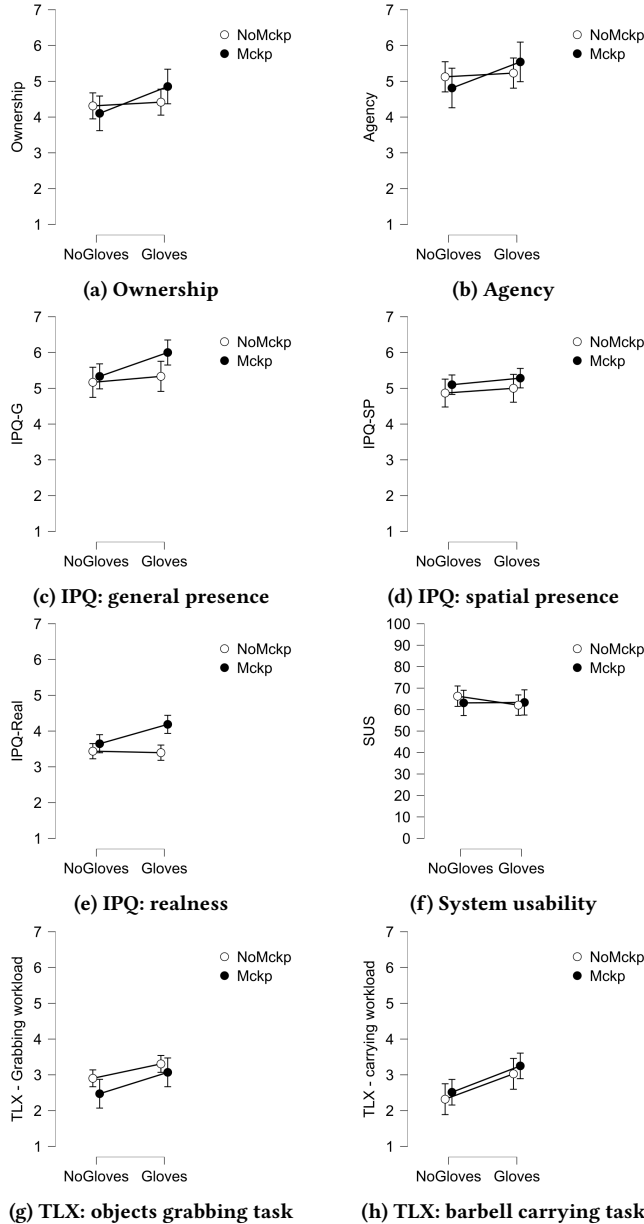 7
6
5
4
3
2
1
Ownership
NoMckp
Mckp
NoGloves Gloves
(a) Ownership
7
6
5
4
3
2
1
Agency
NoMckp
Mckp
NoGloves Gloves
(b) Agency
7
6
5
4
3
2
1
IPQ-G
NoMckp
Mckp
NoGloves Gloves
(c) IPQ: general presence
7
6
5
4
3
2
1
IPQ-SP
NoMckp
Mckp
NoGloves Gloves
(d) IPQ: spatial presence
7
6
5
4
3
2
1
IPQ-Real
NoMckp
Mckp
NoGloves Gloves
(e) IPQ: realness
100
90
80
70
60
50
40
30
20
10
0
SUS
NoMckp
Mckp
NoGloves Gloves
(f) System usability
7
6
5
4
3
2
1
TLX - Grabbing workload
NoMckp
Mckp
NoGloves Gloves
(g) TLX: objects grabbing task
7
6
5
4
3
2
1
TLX - carrying workload
NoMckp
Mckp
NoGloves Gloves
(h) TLX: barbell carrying task